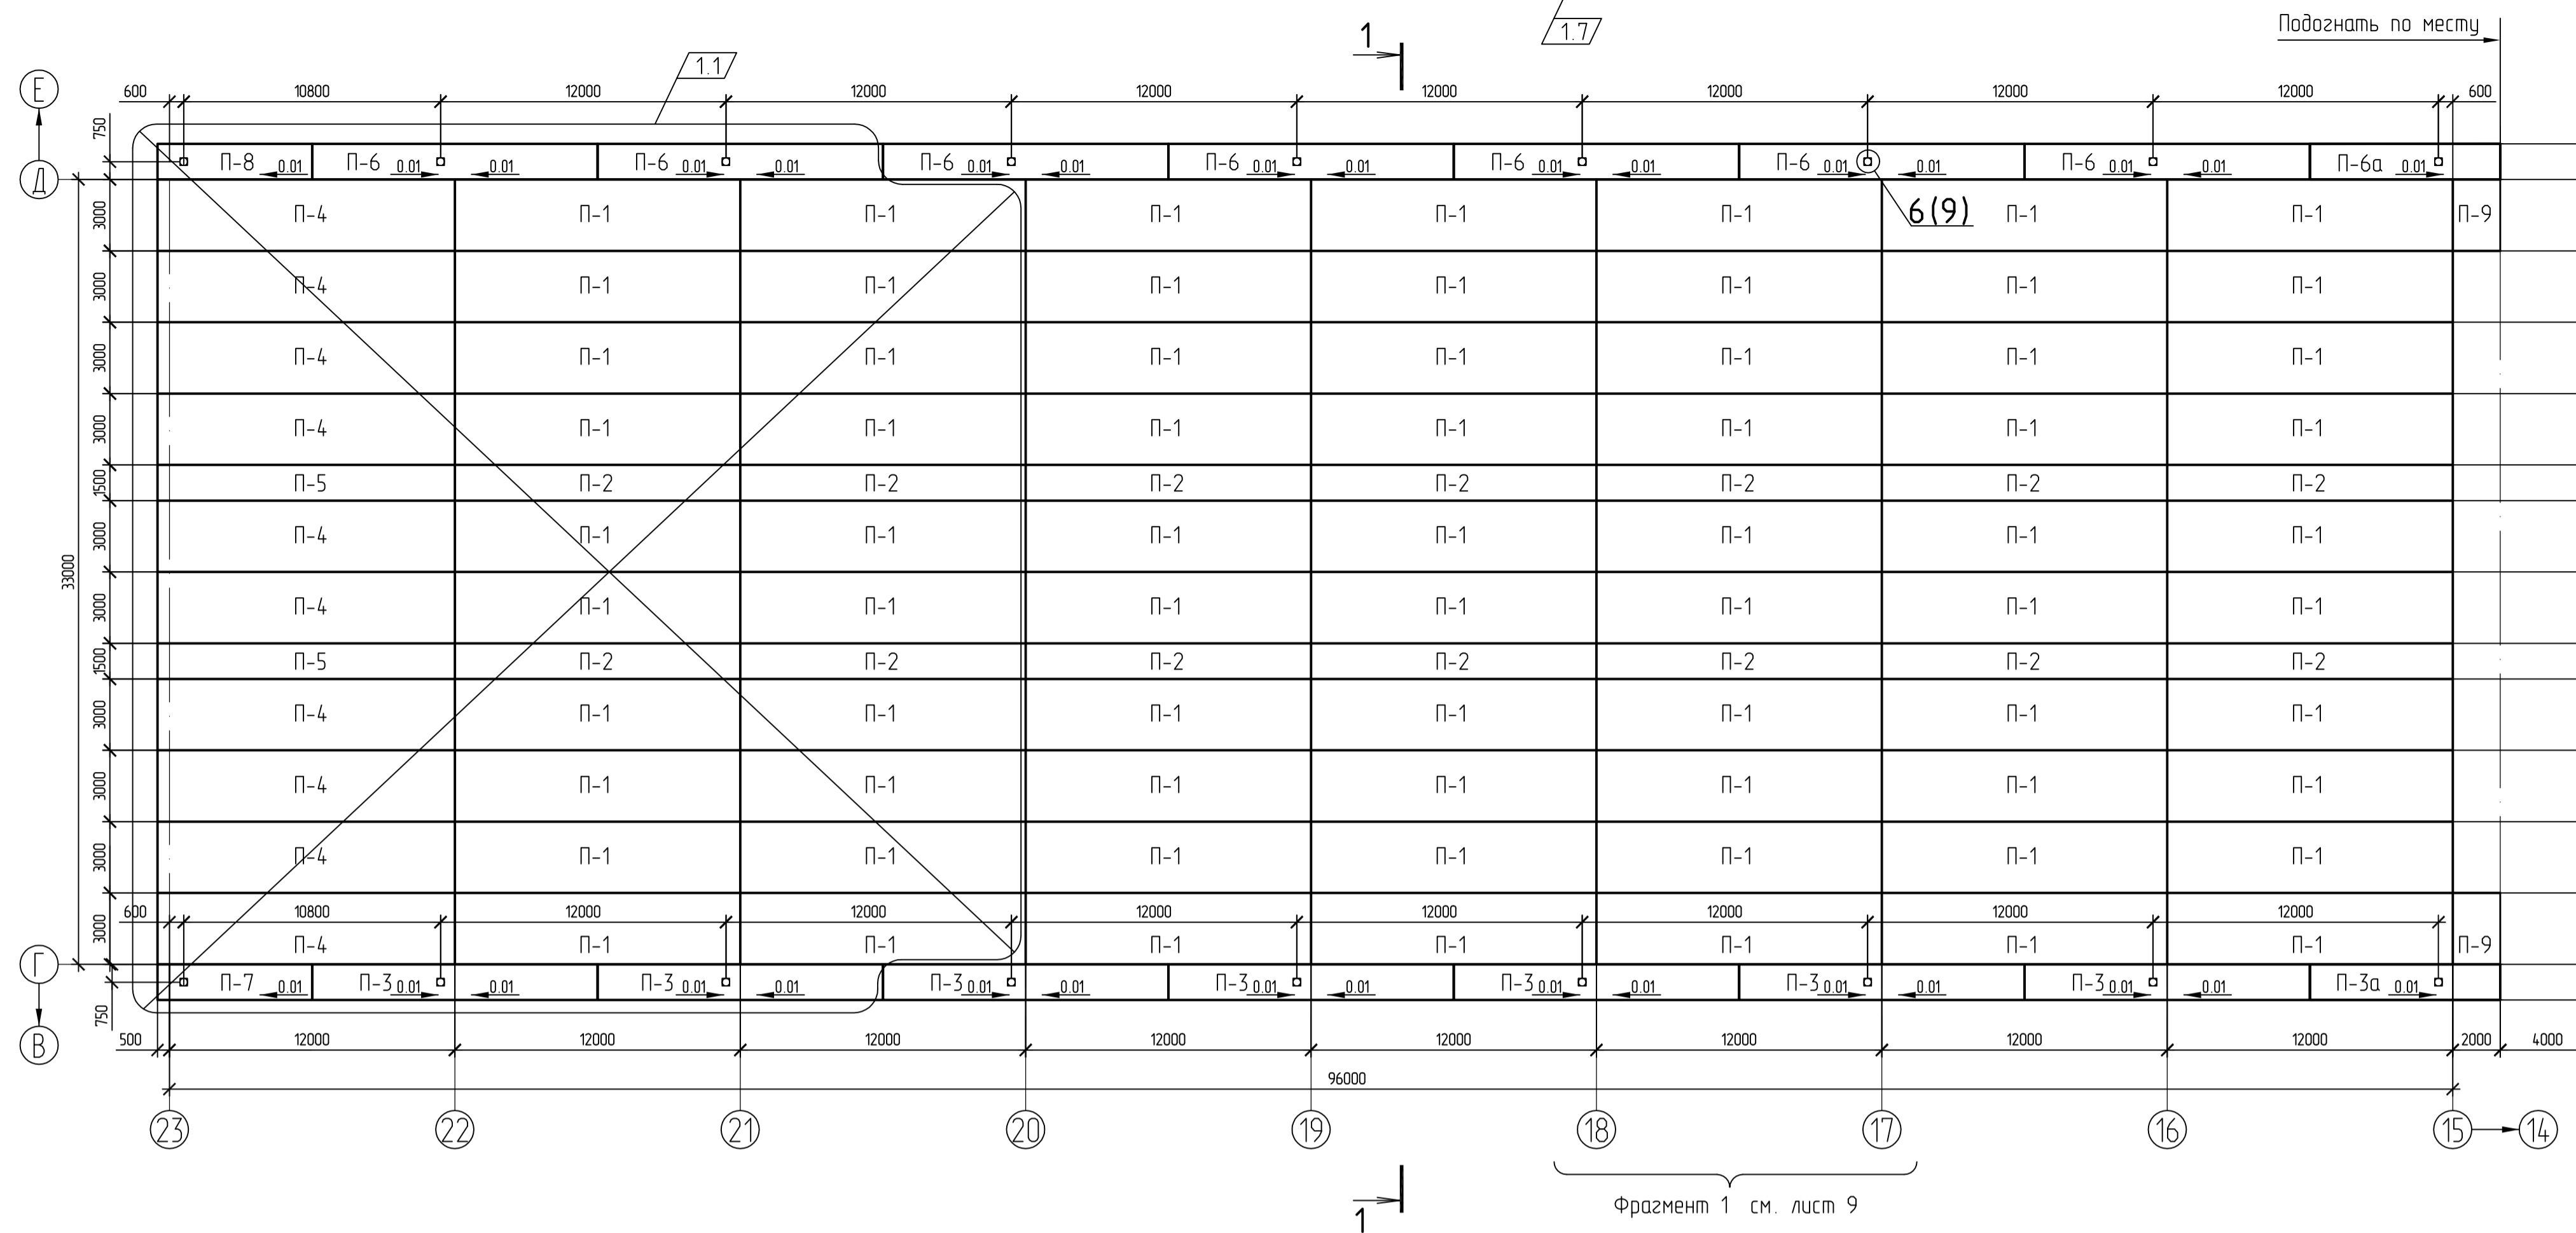 Подогнать по месту
1 1.7
1.1
Е 600 10800 12000 12000 12000 12000 12000 12000 12000 600
750
П-8 0.01 П-6 0.01 0.01 П-6 0.01 0.01 П-6 0.01 0.01 П-6 0.01 0.01 П-6 0.01 0.01 П-6 0.01 0.01 П-6 0.01 0.01 П-6а 0.01
Д
3000 П-4 П-1 П-1 П-1 П-1 П-1 6(9) П-1 П-1 П-9
3000 П-4 П-1 П-1 П-1 П-1 П-1 П-1 П-1
3000 П-4 П-1 П-1 П-1 П-1 П-1 П-1 П-1
3000 П-4 П-1 П-1 П-1 П-1 П-1 П-1 П-1
1500 П-5 П-2 П-2 П-2 П-2 П-2 П-2 П-2
3000 П-4 П-1 П-1 П-1 П-1 П-1 П-1 П-1
33000
3000 П-4 П-1 П-1 П-1 П-1 П-1 П-1 П-1
1500 П-5 П-2 П-2 П-2 П-2 П-2 П-2 П-2
3000 П-4 П-1 П-1 П-1 П-1 П-1 П-1 П-1
3000 П-4 П-1 П-1 П-1 П-1 П-1 П-1 П-1
3000 П-4 П-1 П-1 П-1 П-1 П-1 П-1 П-1
600 10800 12000 12000 12000 12000 12000 12000 12000
3000 П-4 П-1 П-1 П-1 П-1 П-1 П-1 П-1 П-9
Г
П-7 0.01 П-3 0.01 0.01 П-3 0.01 0.01 П-3 0.01 0.01 П-3 0.01 0.01 П-3 0.01 0.01 П-3 0.01 0.01 П-3 0.01 0.01 П-3а 0.01
750
В 500 12000 12000 12000 12000 12000 12000 12000 12000 2000 4000
96000
23 22 21 20 19 18 17 16 15 14
Фрагмент 1 см. лист 9
1